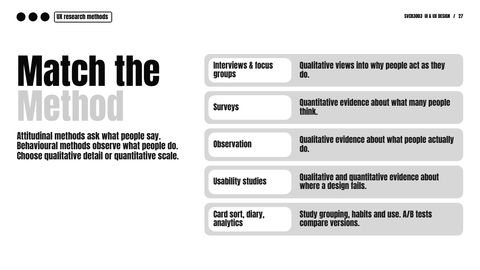 UX research methods
SVCD3003 UI & UX DESIGN / 27
Match the
Method
Attitudinal methods ask what people say.
Behavioural methods observe what people do.
Choose qualitative detail or quantitative scale.
Interviews & focus
groups
Qualitative views into why people act as they
do.
Surveys
Quantitative evidence about what many people
think.
Observation
Qualitative evidence about what people actually
do.
Usability studies
Qualitative and quantitative evidence about
where a design fails.
Card sort, diary,
analytics
Study grouping, habits and use. A/B tests
compare versions.